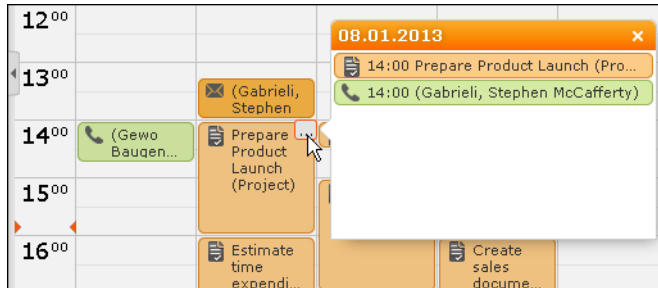 12⁰⁰
08.01.2013 ×
14:00 Prepare Product Launch (Pro...
14:00 (Gabrieli, Stephen McCafferty)
13⁰⁰
(Gabrieli,
Stephen
14⁰⁰
(Gewo
Baugen...
Prepare
Product
Launch
(Project)
...
15⁰⁰
16⁰⁰
Estimate
time
expendi...
Create
sales
docume...